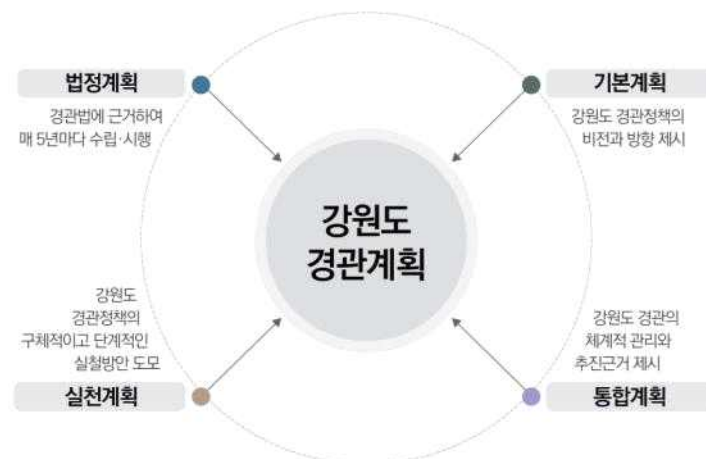 법정계획
경관법에 근거하여
매 5년마다 수립·시행
기본계획
강원도 경관정책의
비전과 방향 제시
강원도
경관계획
강원도
경관정책의
구체적이고 단계적인
실철방안 도모
실천계획
강원도 경관의
체계적 관리와
추진근거 제시
통합계획